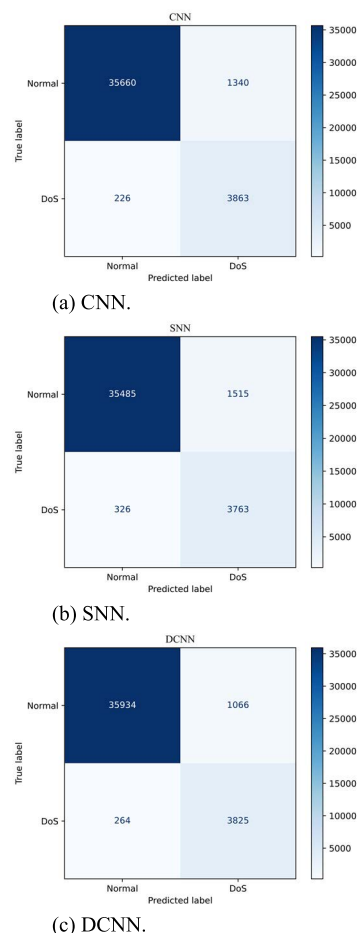 CNN
Normal 35660 1340
True label
DoS 226 3863
Normal DoS
Predicted label
35000
30000
25000
20000
15000
10000
5000
(a) CNN.
SNN
Normal 35485 1515
True label
DoS 326 3763
Normal DoS
Predicted label
35000
30000
25000
20000
15000
10000
5000
(b) SNN.
DCNN
Normal 35934 1066
True label
DoS 264 3825
Normal DoS
Predicted label
35000
30000
25000
20000
15000
10000
5000
(c) DCNN.